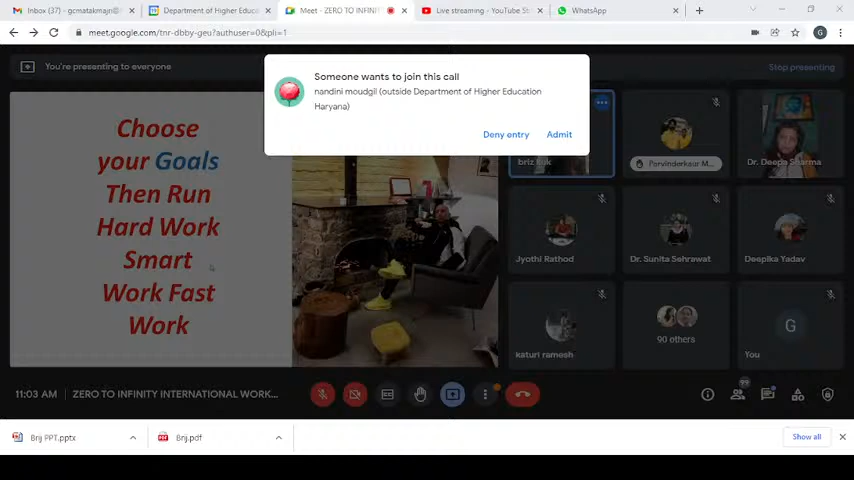 Inbox (37) - gcmatakmajri@
Department of Higher Educa
Meet - ZERO TO INFINIT
Live streaming - YouTube St
WhatsApp
meet.google.com/tnr-dbby-geu?authuser=0&pli=1
G
You're presenting to everyone
Stop presenting
Someone wants to join this call
nandini moudgil (outside Department of Higher Education
Haryana)
Deny entry
Admit
Choose
your Goals
Then Run
Hard Work
Smart
Work Fast
Work
Pervinderkaur M...
Dr. Deepa Sharma
Jyothi Rathod
Dr. Sunita Sehrawat
Deepika Yadav
katuri ramesh
90 others
G
You
11:03 AM
ZERO TO INFINITY INTERNATIONAL WORK...
99
Brij PPT.pptx
Brij.pdf
Show all